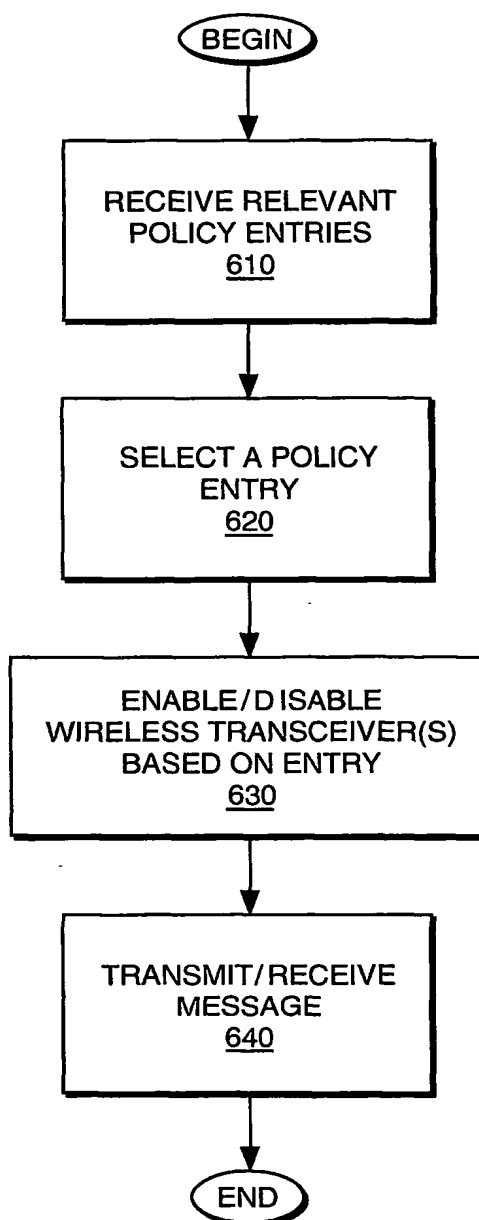 BEGIN
RECEIVE RELEVANT
POLICY ENTRIES
610
SELECT A POLICY
ENTRY
620
ENABLE/DISABLE
WIRELESS TRANSCEIVER(S)
BASED ON ENTRY
630
TRANSMIT/RECEIVE
MESSAGE
640
END